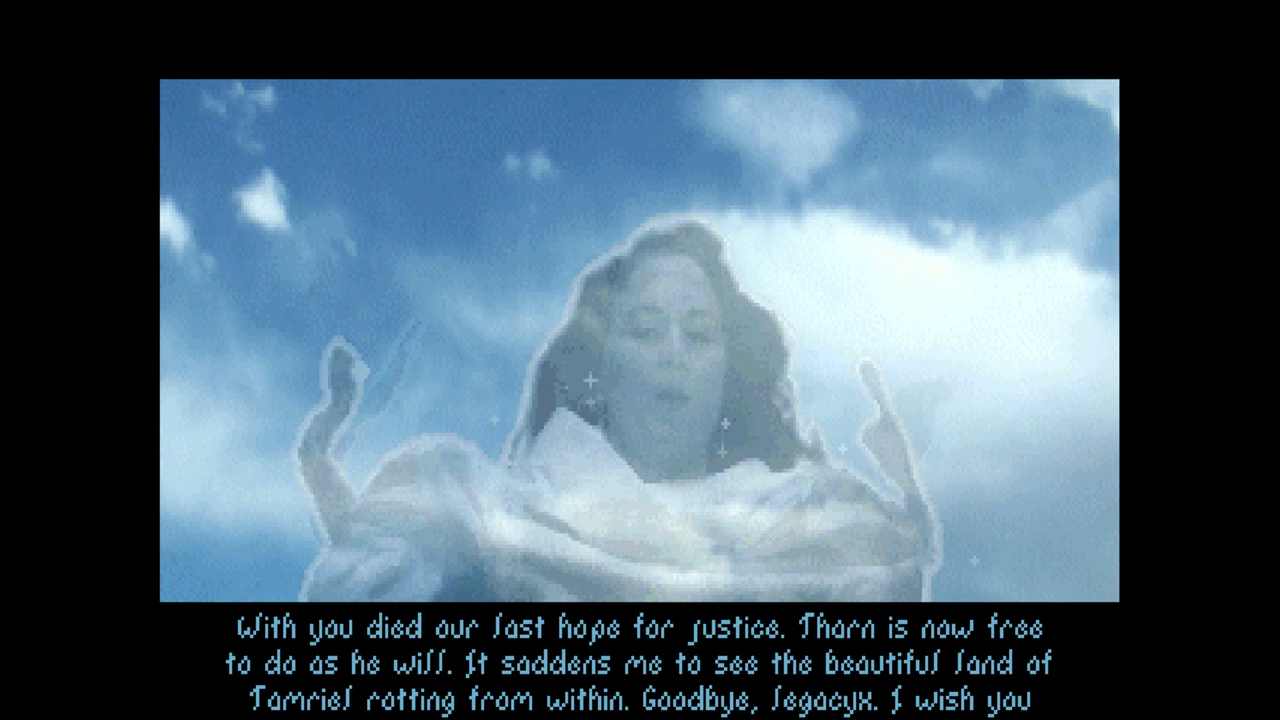 With you died our last hope for justice. Tharn is now free
to do as he will. It saddens me to see the beautiful land of
Tamriel rotting from within. Goodbye, legacyx. I wish you